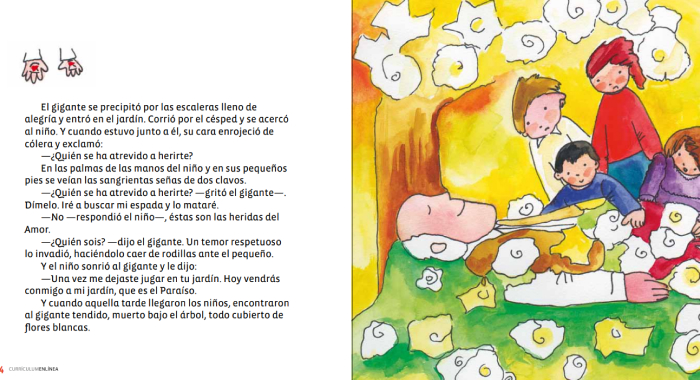 El gigante se precipitó por las escaleras lleno de
alegría y entró en el jardín. Corrió por el césped y se acercó
al niño. Y cuando estuvo junto a él, su cara enrojeció de
cólera y exclamó:
—¿Quién se ha atrevido a herirte?
En las palmas de las manos del niño y en sus pequeños
pies se veían las sangrientas señas de dos clavos.
—¿Quién se ha atrevido a herirte? —gritó el gigante—.
Dímelo. Iré a buscar mi espada y lo mataré.
—No —respondió el niño—, éstas son las heridas del
Amor.
—¿Quién sois? —dijo el gigante. Un temor respetuoso
lo invadió, haciéndolo caer de rodillas ante el pequeño.
Y el niño sonrió al gigante y le dijo:
—Una vez me dejaste jugar en tu jardín. Hoy vendrás
conmigo a mi jardín, que es el Paraíso.
Y cuando aquella tarde llegaron los niños, encontraron
al gigante tendido, muerto bajo el árbol, todo cubierto de
flores blancas.
4 CURRICULUMENLÍNEA